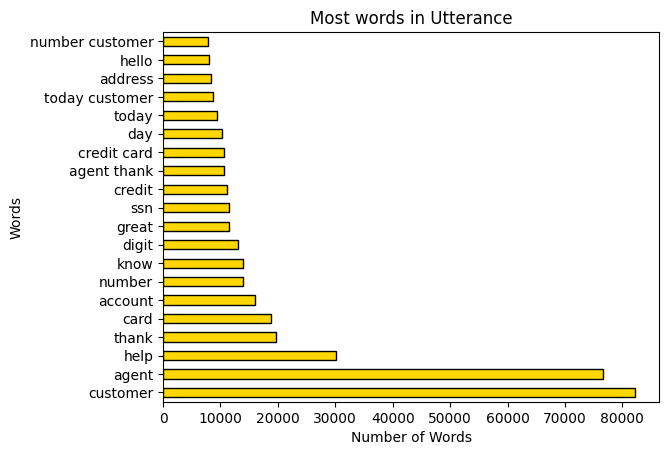 Most words in Utterance
number customer
hello
address
today customer
today
day
credit card
agent thank
credit
ssn
great
digit
know
number
account
card
thank
help
agent
customer
Words
0 10000 20000 30000 40000 50000 60000 70000 80000
Number of Words